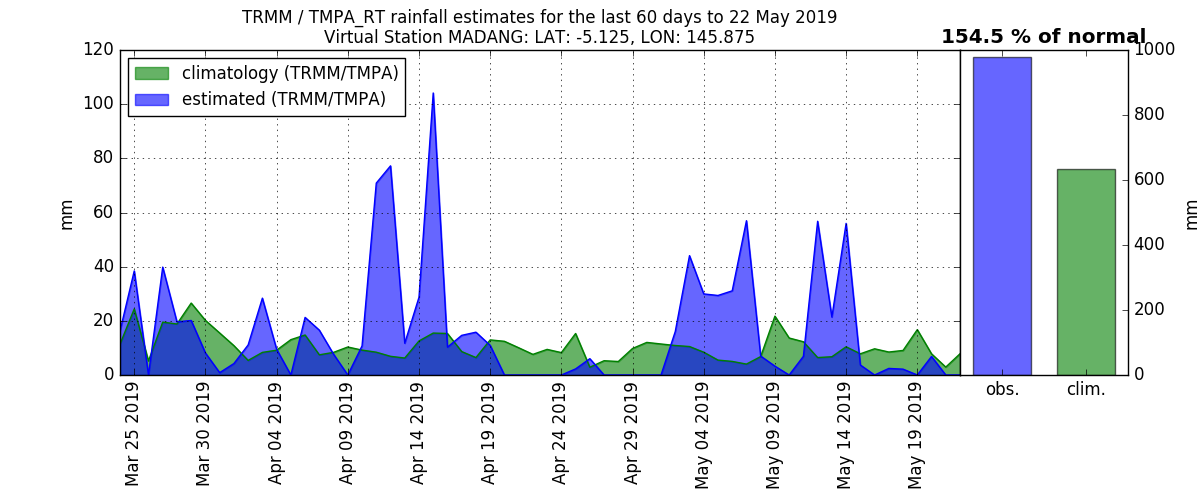 TRMM / TMPA_RT rainfall estimates for the last 60 days to 22 May 2019
Virtual Station MADANG: LAT: -5.125, LON: 145.875
154.5 % of normal
climatology (TRMM/TMPA)
estimated (TRMM/TMPA)
120
100
80
60
40
20
0
mm
Mar 25 2019
Mar 30 2019
Apr 04 2019
Apr 09 2019
Apr 14 2019
Apr 19 2019
Apr 24 2019
Apr 29 2019
May 04 2019
May 09 2019
May 14 2019
May 19 2019
obs.
clim.
1000
800
600
400
200
0
mm